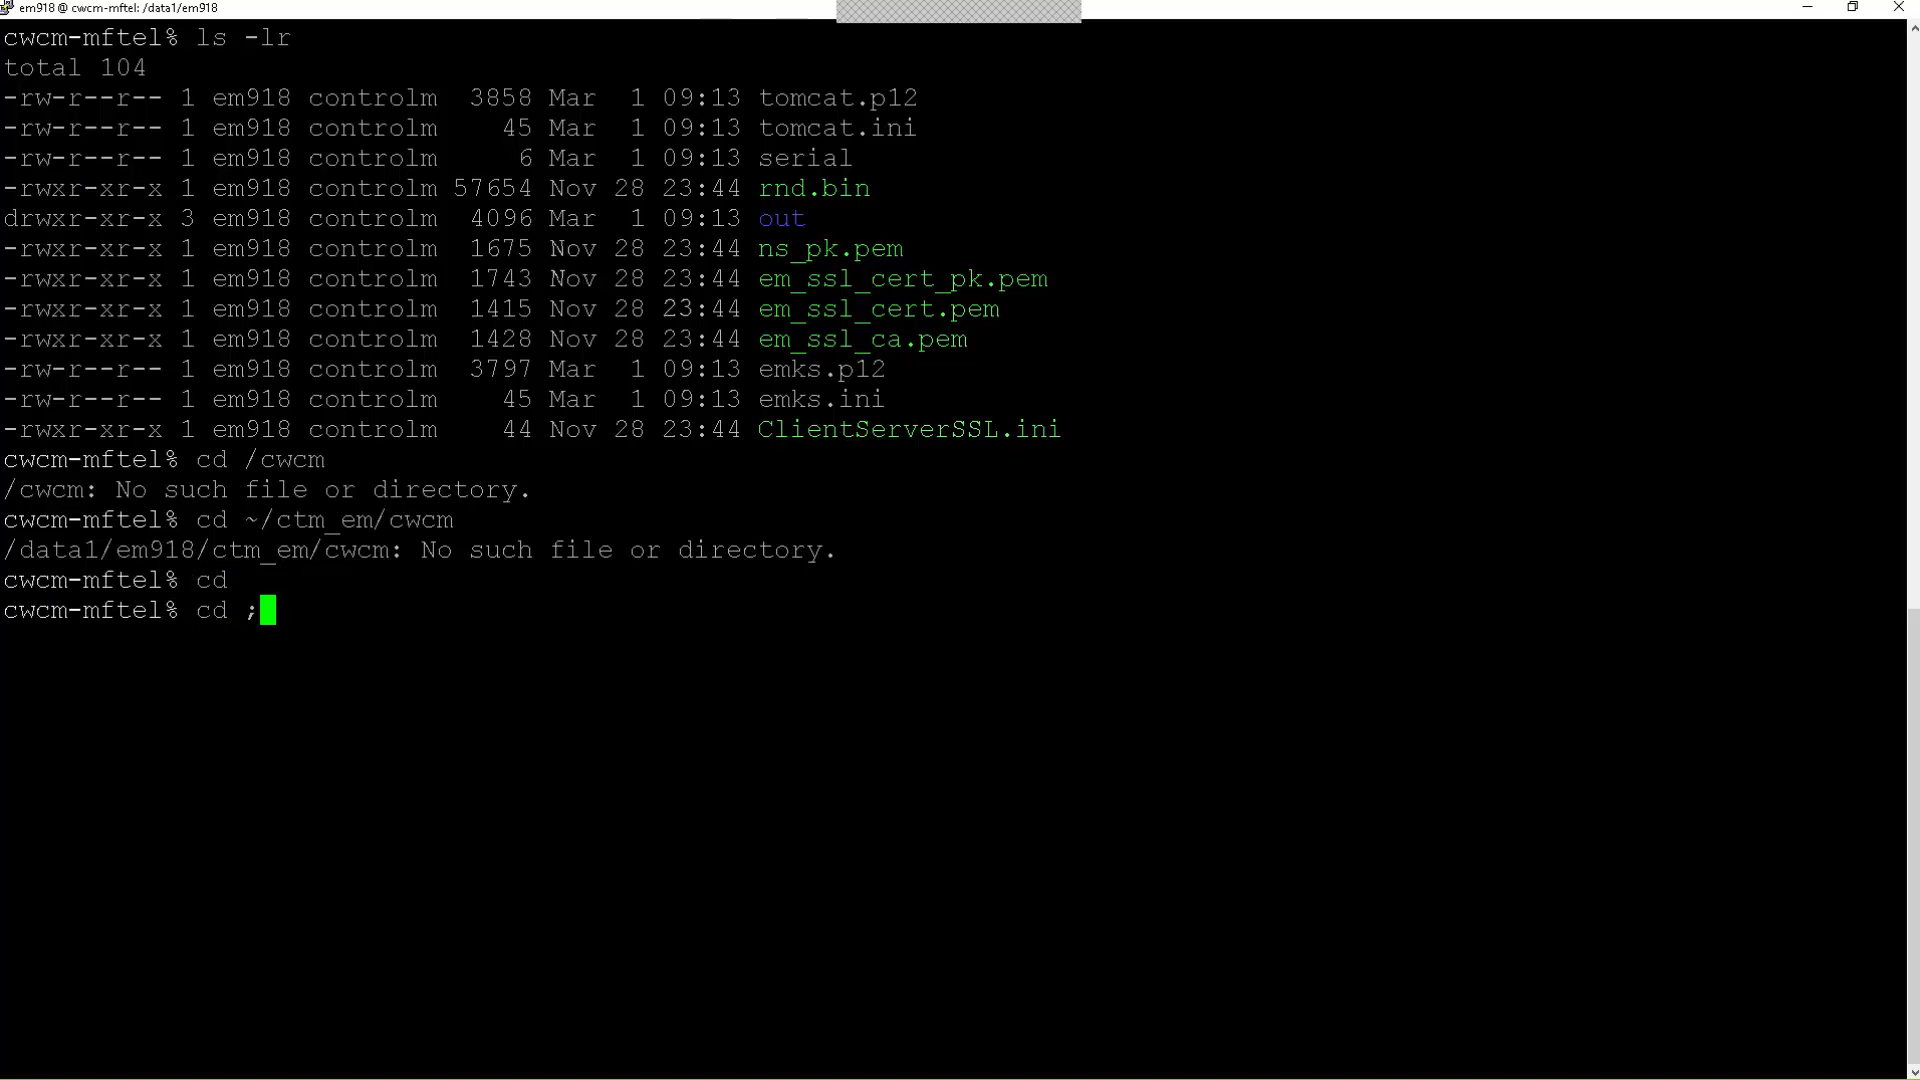 em918 @ cwcm-mftel: /data1/em918
cwcm-mftel% ls -lr
total 104
-rw-r--r-- 1 em918 controlm  3858 Mar  1 09:13 tomcat.p12
-rw-r--r-- 1 em918 controlm    45 Mar  1 09:13 tomcat.ini
-rw-r--r-- 1 em918 controlm     6 Mar  1 09:13 serial
-rwxr-xr-x 1 em918 controlm 57654 Nov 28 23:44 rnd.bin
drwxr-xr-x 3 em918 controlm  4096 Mar  1 09:13 out
-rwxr-xr-x 1 em918 controlm  1675 Nov 28 23:44 ns_pk.pem
-rwxr-xr-x 1 em918 controlm  1743 Nov 28 23:44 em_ssl_cert_pk.pem
-rwxr-xr-x 1 em918 controlm  1415 Nov 28 23:44 em_ssl_cert.pem
-rwxr-xr-x 1 em918 controlm  1428 Nov 28 23:44 em_ssl_ca.pem
-rw-r--r-- 1 em918 controlm  3797 Mar  1 09:13 emks.p12
-rw-r--r-- 1 em918 controlm    45 Mar  1 09:13 emks.ini
-rwxr-xr-x 1 em918 controlm    44 Nov 28 23:44 ClientServerSSL.ini
cwcm-mftel% cd /cwcm
/cwcm: No such file or directory.
cwcm-mftel% cd ~/ctm_em/cwcm
/data1/em918/ctm_em/cwcm: No such file or directory.
cwcm-mftel% cd
cwcm-mftel% cd ;